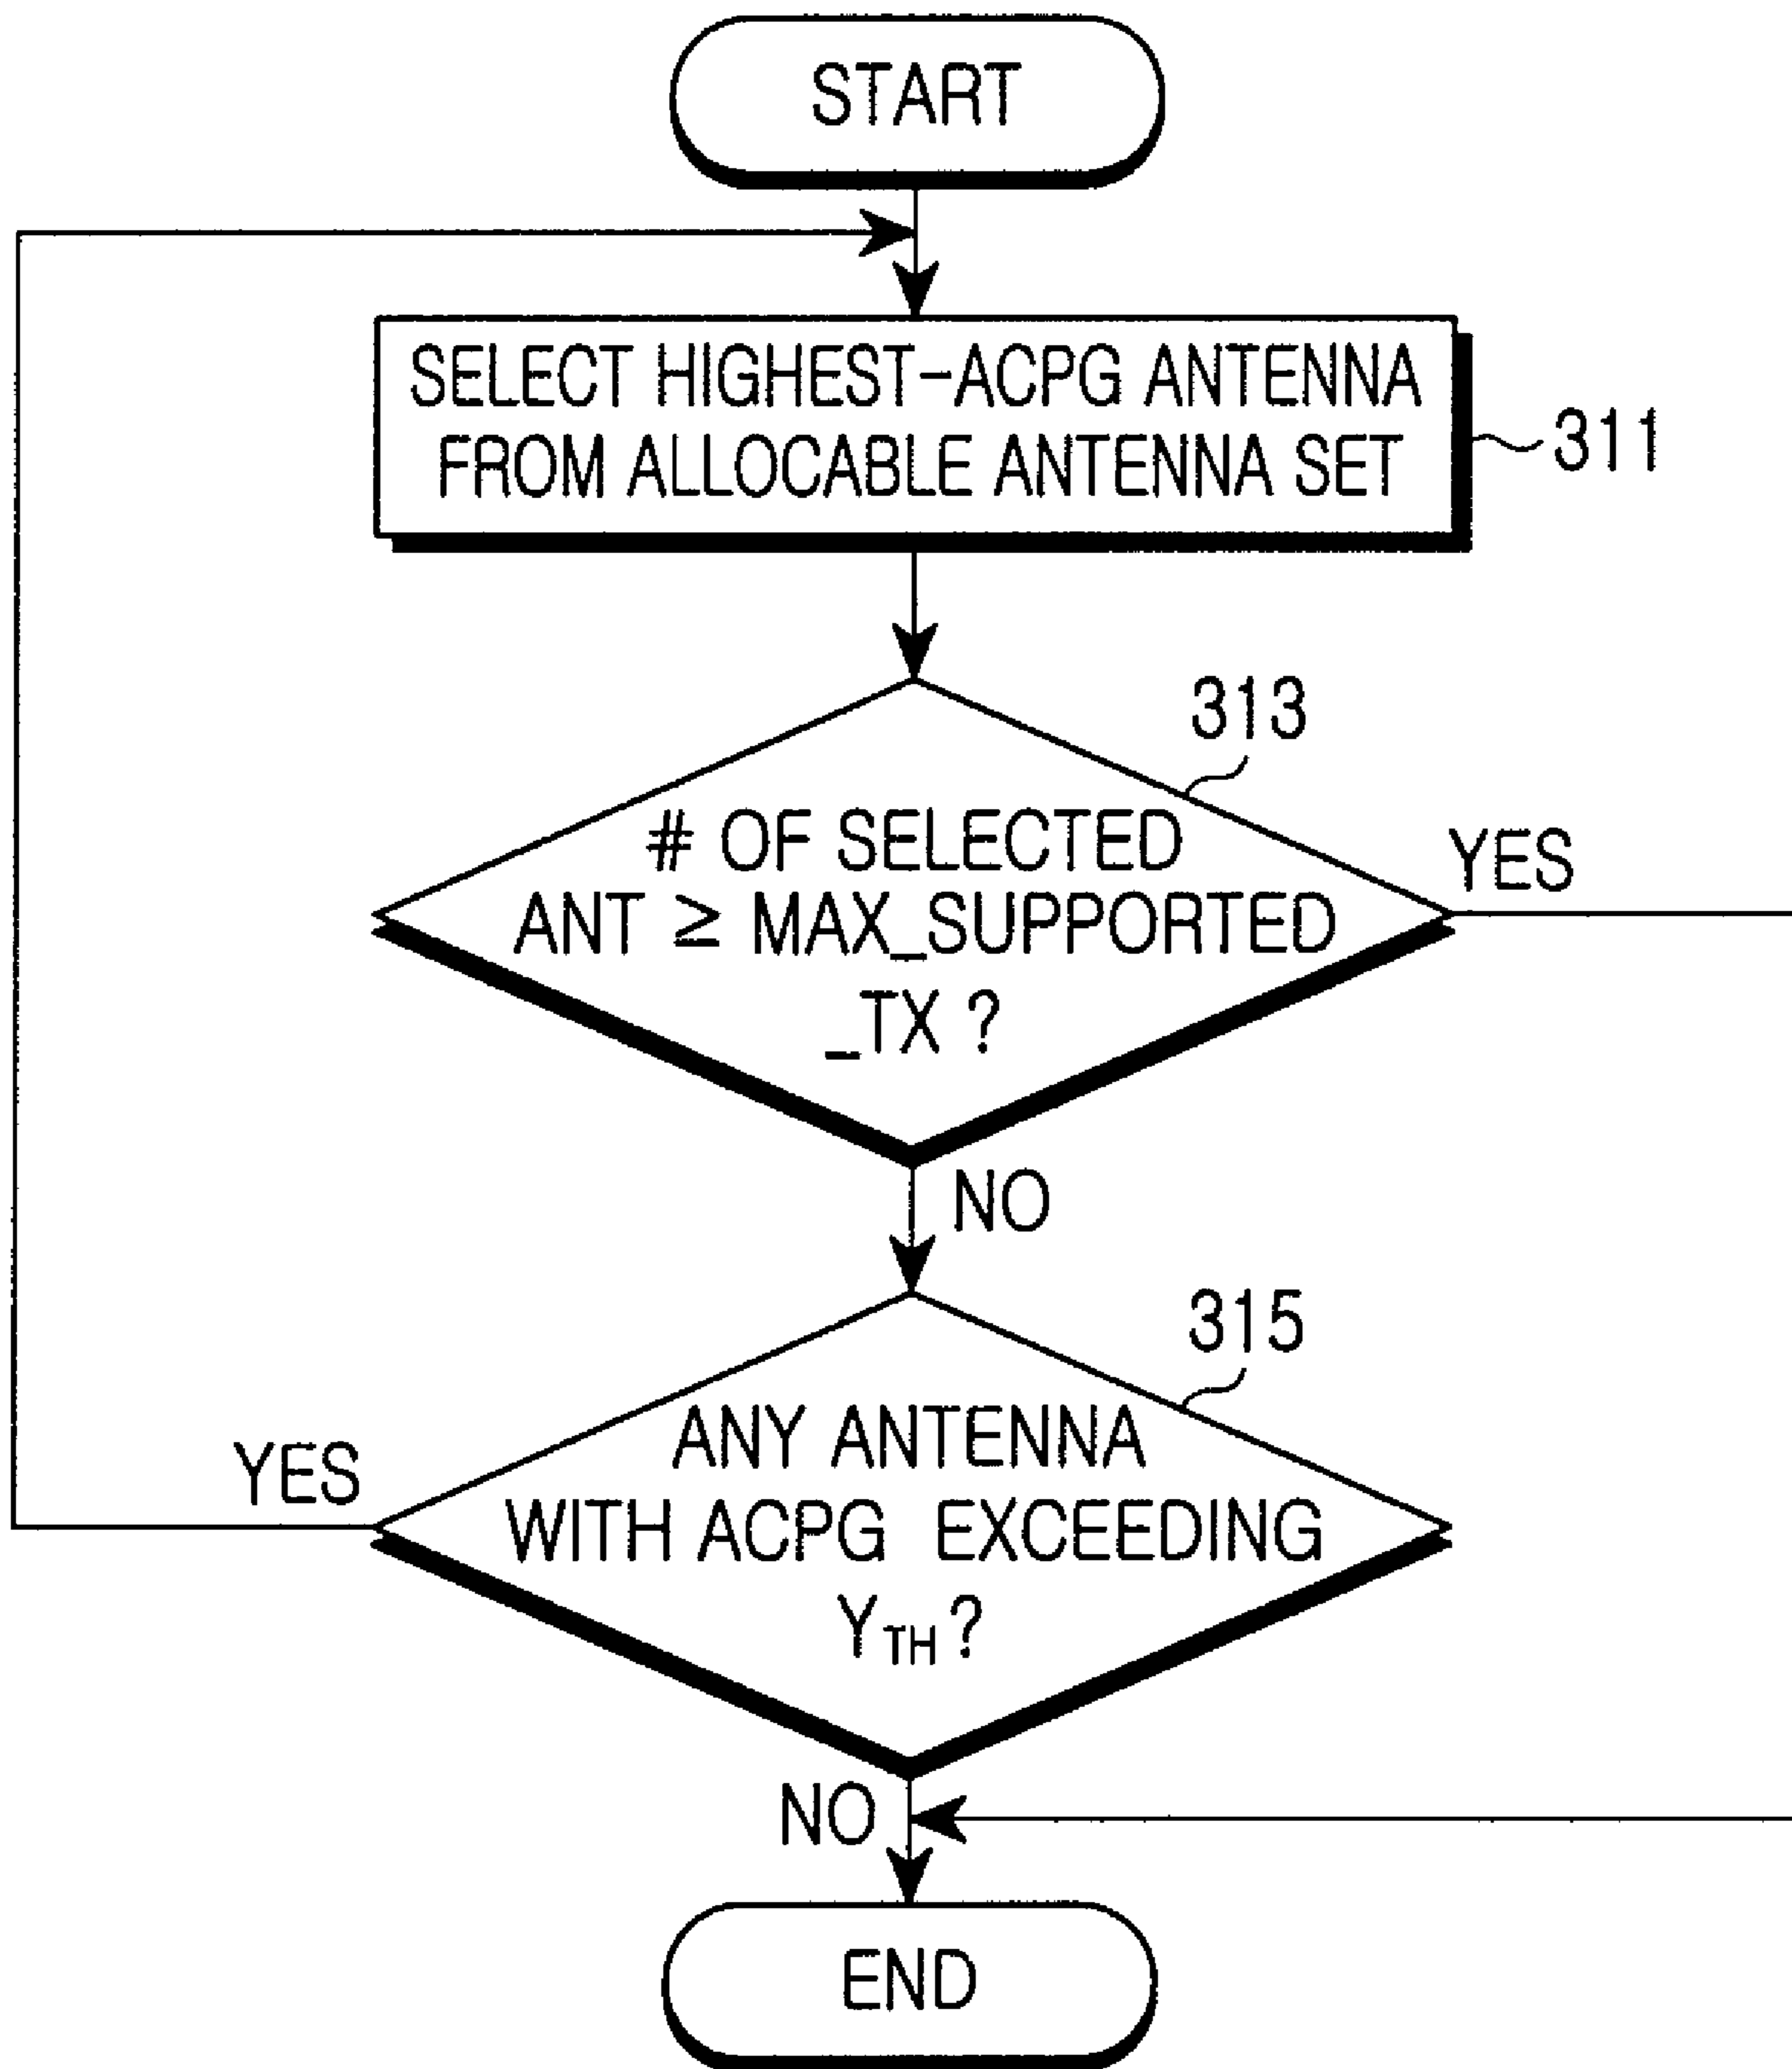 START
SELECT HIGHEST-ACPG ANTENNA
FROM ALLOCABLE ANTENNA SET
311
313
# OF SELECTED
ANT ≥ MAX_SUPPORTED
_TX ?
YES
NO
315
ANY ANTENNA
WITH ACPG EXCEEDING
YTH?
YES
NO
END